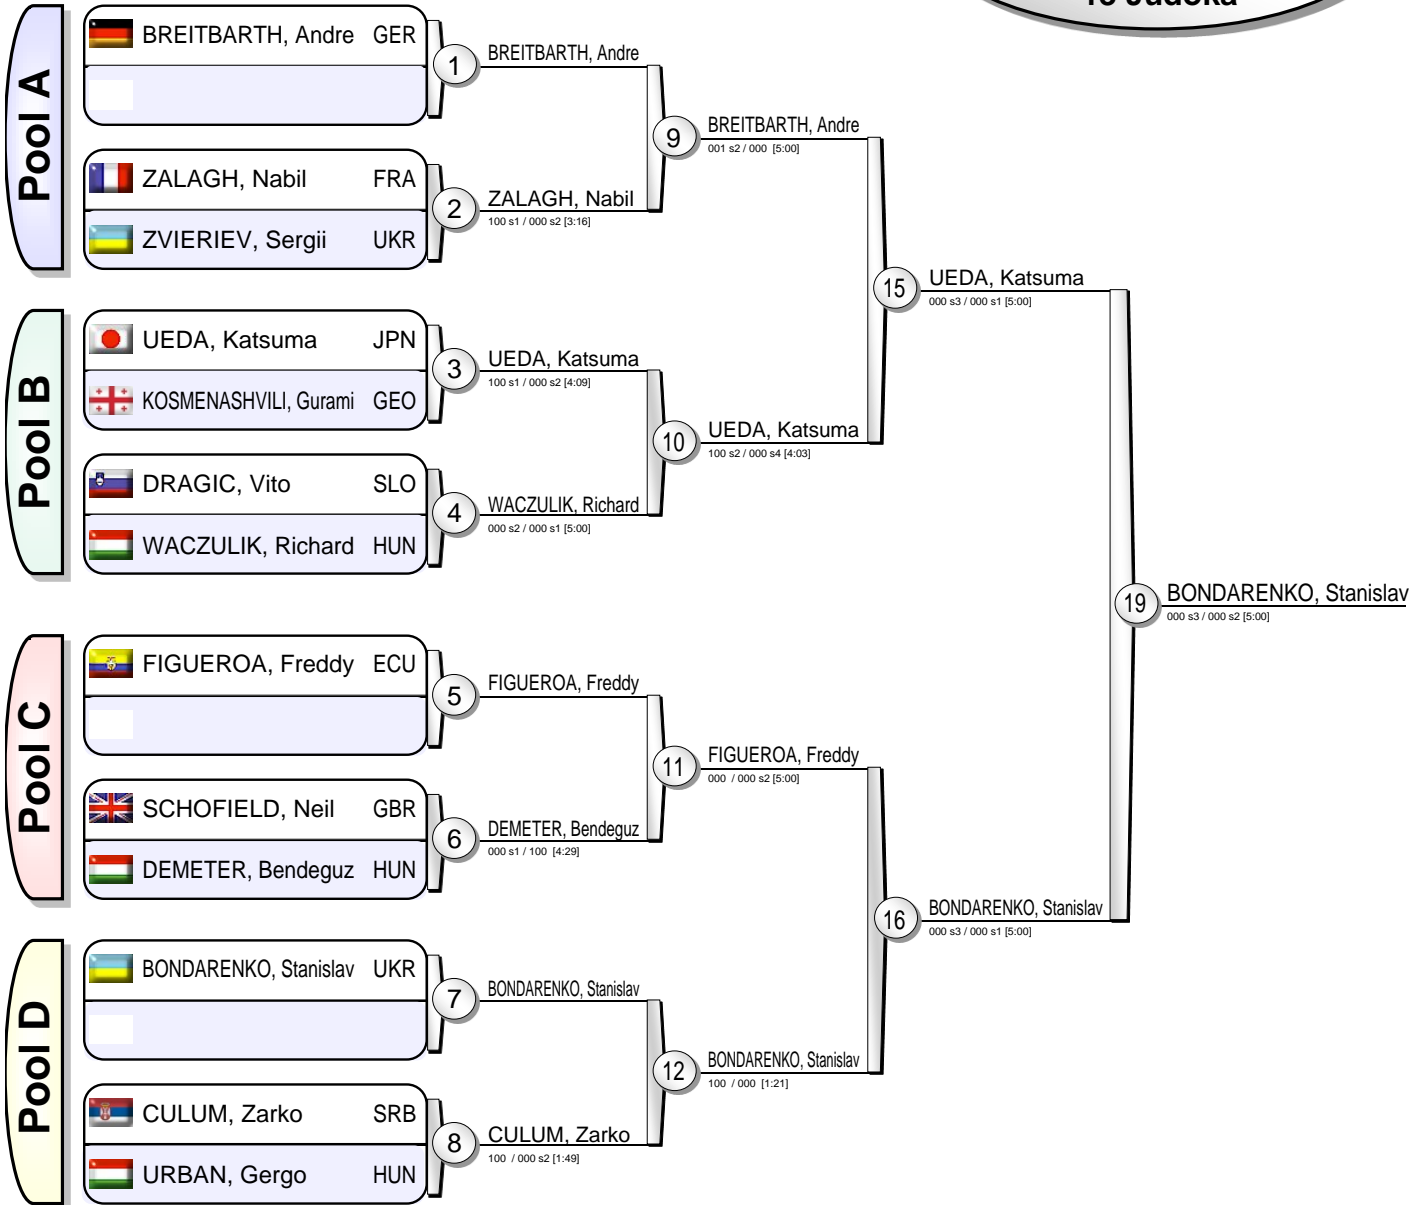 13 Judoka
Pool A
BREITBARTH, Andre GER
ZALAGH, Nabil FRA
ZVIERIEV, Sergii UKR
1
BREITBARTH, Andre
2
ZALAGH, Nabil
100 s1 / 000 s2 [3:16]
9
BREITBARTH, Andre
001 s2 / 000 [5:00]
Pool B
UEDA, Katsuma JPN
KOSMENASHVILI, Gurami GEO
DRAGIC, Vito SLO
WACZULIK, Richard HUN
3
UEDA, Katsuma
100 s1 / 000 s2 [4:09]
4
WACZULIK, Richard
000 s2 / 000 s1 [5:00]
10
UEDA, Katsuma
100 s2 / 000 s4 [4:03]
15
UEDA, Katsuma
000 s3 / 000 s1 [5:00]
Pool C
FIGUEROA, Freddy ECU
SCHOFIELD, Neil GBR
DEMETER, Bendeguz HUN
5
FIGUEROA, Freddy
6
DEMETER, Bendeguz
000 s1 / 100 [4:29]
11
FIGUEROA, Freddy
000 / 000 s2 [5:00]
Pool D
BONDARENKO, Stanislav UKR
CULUM, Zarko SRB
URBAN, Gergo HUN
7
BONDARENKO, Stanislav
8
CULUM, Zarko
100 / 000 s2 [1:49]
12
BONDARENKO, Stanislav
100 / 000 [1:21]
16
BONDARENKO, Stanislav
000 s3 / 000 s1 [5:00]
19
BONDARENKO, Stanislav
000 s3 / 000 s2 [5:00]